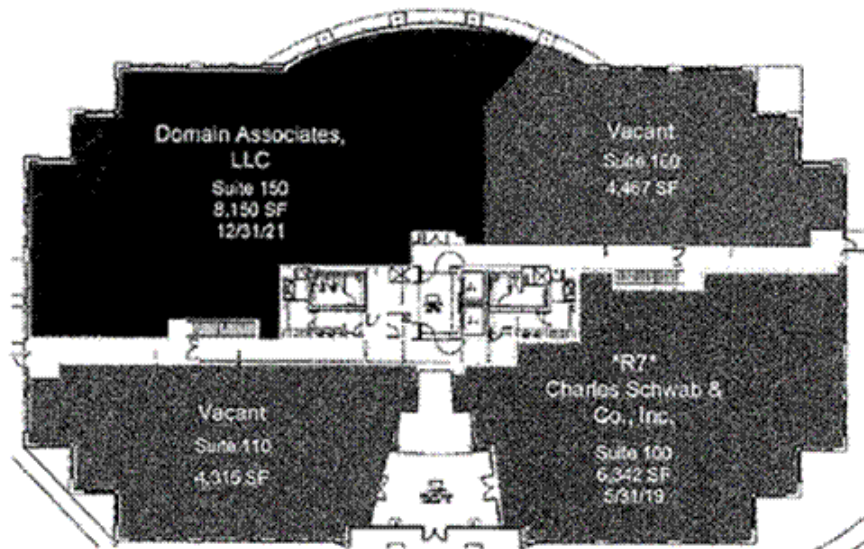 Domain Associates,
LLC
Suite 150
8,150 SF
12/31/21
Vacant
Suite 160
4,467 SF
Vacant
Suite 110
4,315 SF
*R7*
Charles Schwab &
Co., Inc.
Suite 100
6,342 SF
5/31/19